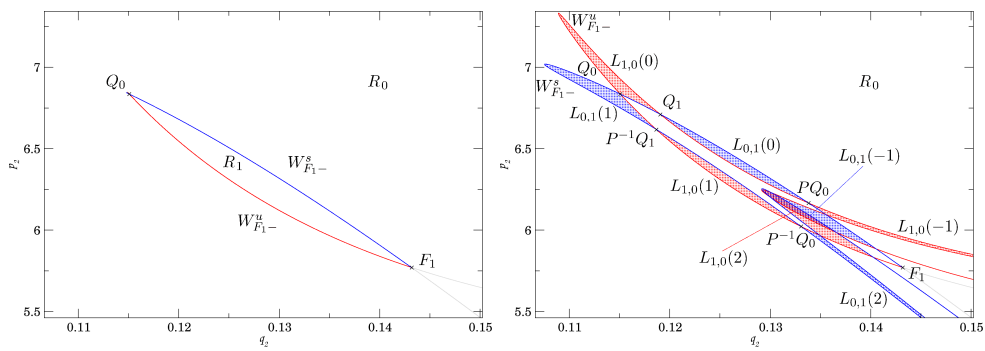 Q₀
R₀
R₁
W^s_{F₁−}
W^u_{F₁−}
F₁
7
6.5
6
5.5
p₂
0.11
0.12
0.13
0.14
0.15
q₂
W^u_{F₁−}
L₁,₀(0)
Q₀
R₀
W^s_{F₁−}
L₀,₁(1)
Q₁
P⁻¹Q₁
L₀,₁(0)
L₀,₁(−1)
L₁,₀(1)
PQ₀
P⁻¹Q₀
L₁,₀(−1)
L₁,₀(2)
F₁
L₀,₁(2)
7
6.5
6
5.5
p₂
0.11
0.12
0.13
0.14
0.15
q₂